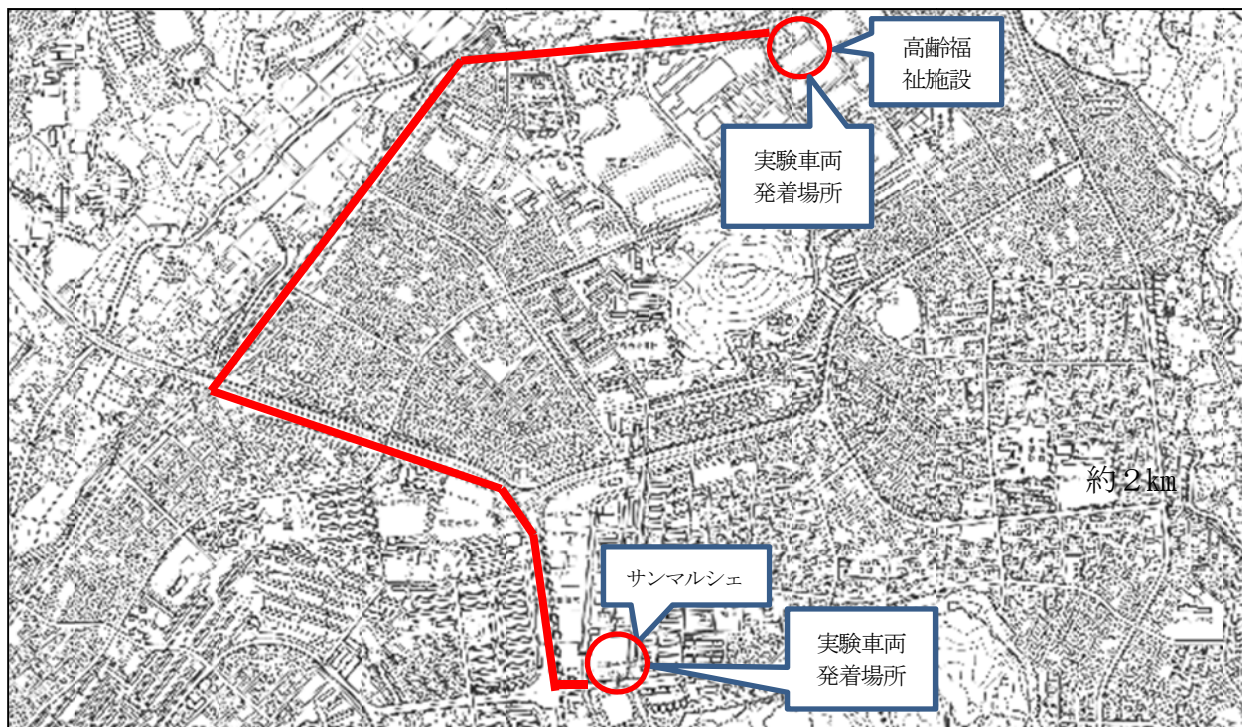 高齢福
祉施設
実験車両
発着場所
約２㎞
サンマルシェ
実験車両
発着場所